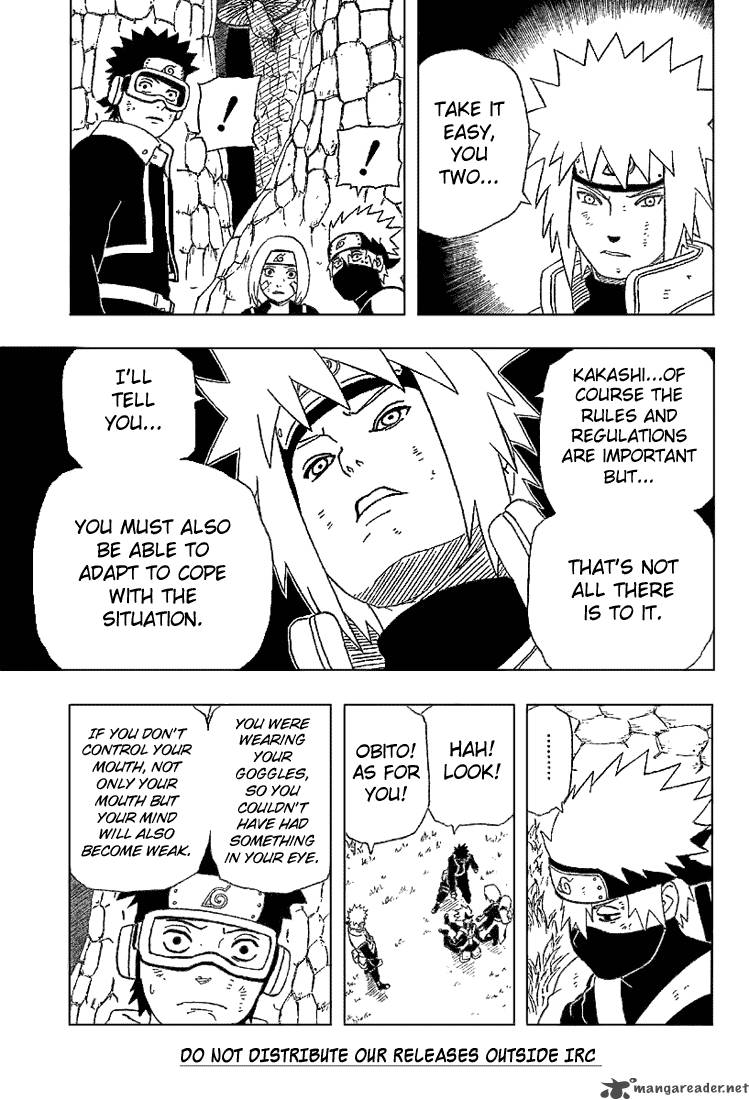 TAKE IT
EASY,
YOU
TWO...
!
!
KAKASHI...OF
COURSE THE
RULES AND
REGULATIONS
ARE IMPORTANT
BUT...
THAT'S NOT
ALL THERE
IS TO IT.
I'LL
TELL
YOU...
YOU MUST ALSO
BE ABLE TO
ADAPT TO COPE
WITH THE
SITUATION.
........
HAH!
LOOK!
OBITO!
AS FOR
YOU!
YOU WERE
WEARING
YOUR
GOGGLES,
SO YOU
COULDN'T
HAVE HAD
SOMETHING
IN YOUR EYE.
IF YOU DON'T
CONTROL YOUR
MOUTH, NOT
ONLY YOUR
MOUTH BUT
YOUR MIND
WILL ALSO
BECOME WEAK.
DO NOT DISTRIBUTE OUR RELEASES OUTSIDE IRC
mangareader.net